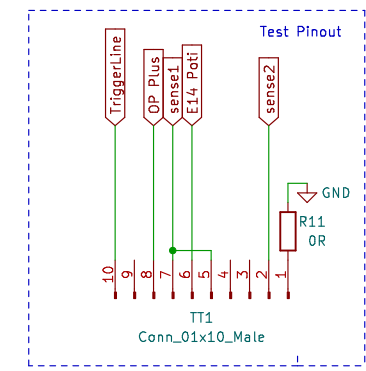 Test Pinout
TriggerLine
OP Plus
sense1
E14 Poti
sense2
GND
R11
0R
10
9
8
7
6
5
4
3
2
1
TT1
Conn_01x10_Male